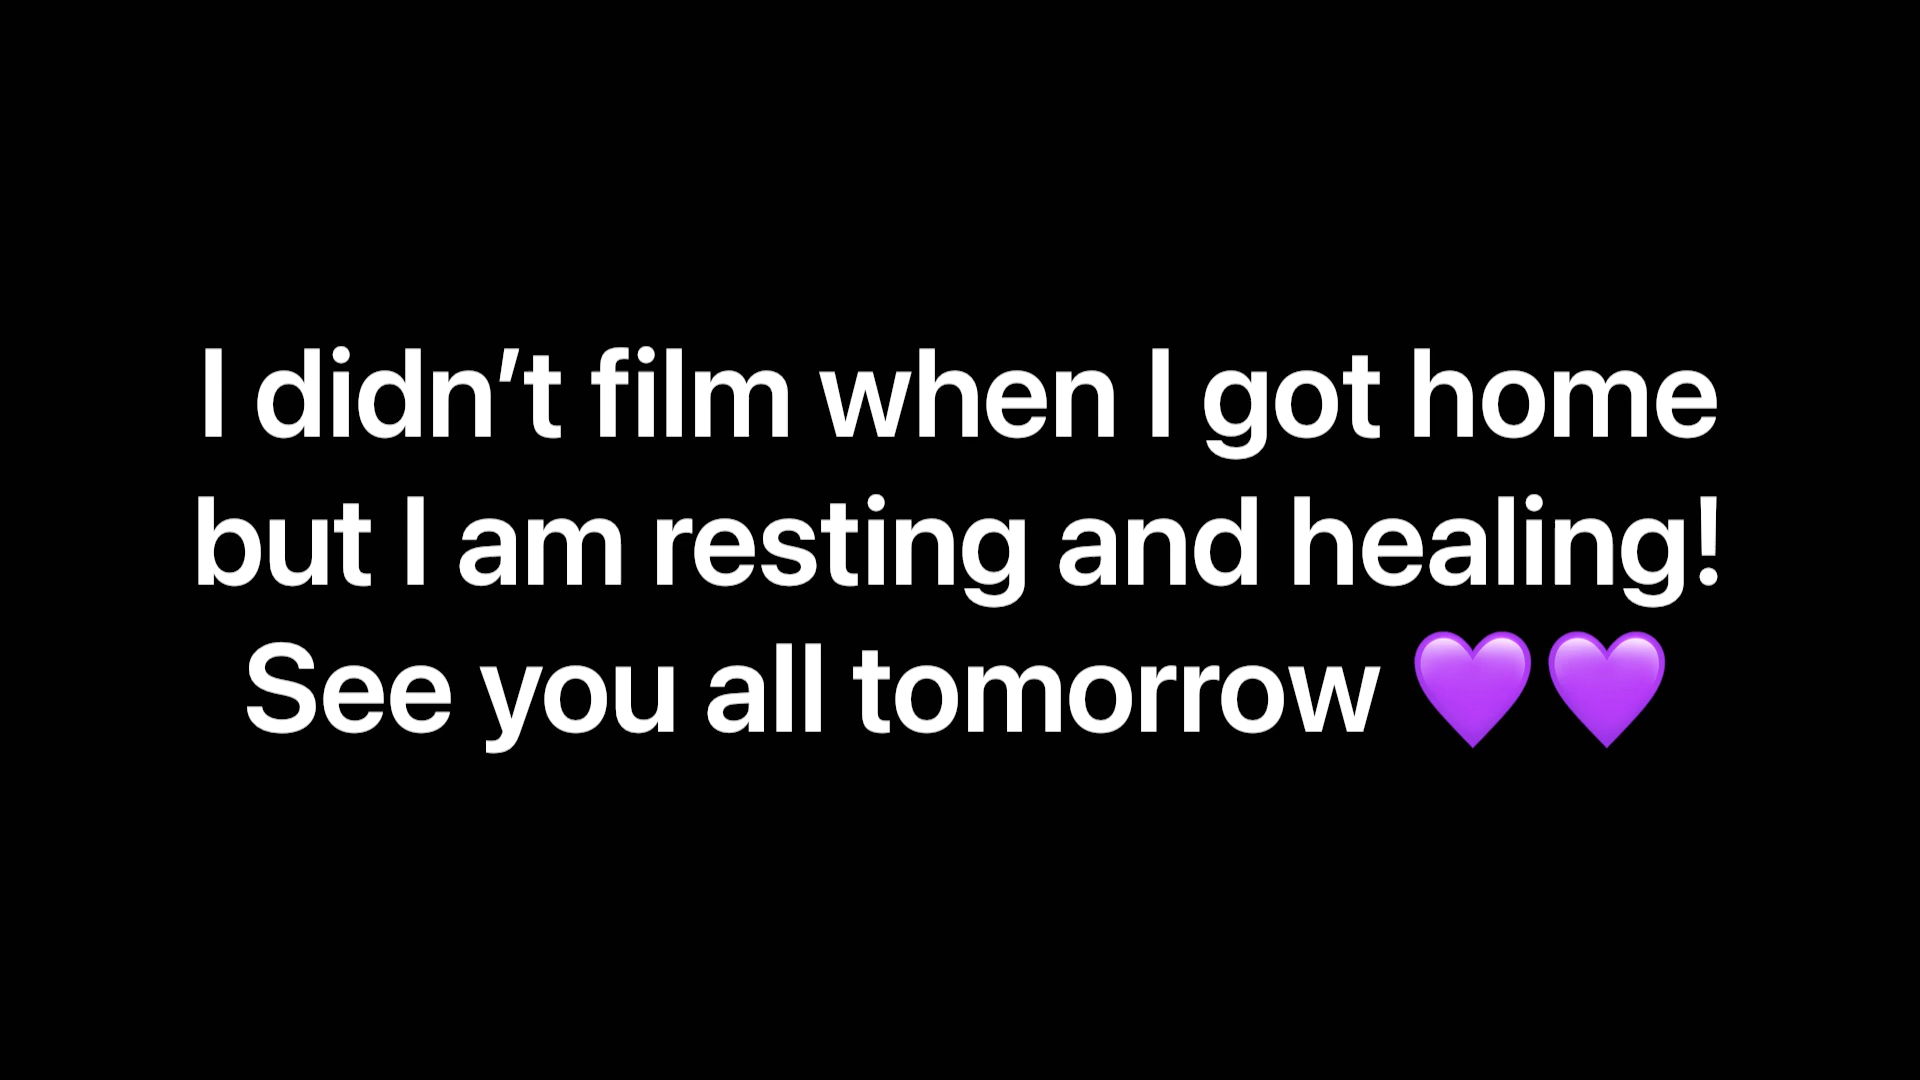 I didn’t film when I got home
but I am resting and healing!
See you all tomorrow 💜💜